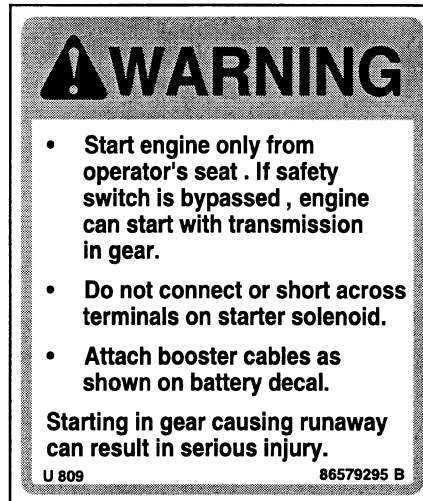 WARNING
• Start engine only from
operator's seat . If safety
switch is bypassed , engine
can start with transmission
in gear.
• Do not connect or short across
terminals on starter solenoid.
• Attach booster cables as
shown on battery decal.
Starting in gear causing runaway
can result in serious injury.
U 809 86579295 B